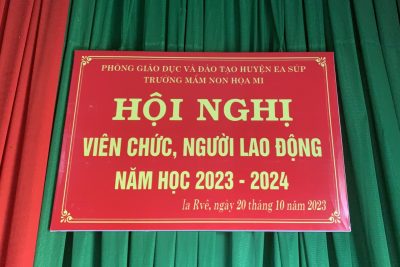 PHÒNG GIÁO DỤC VÀ ĐÀO TẠO HUYỆN EA SÚP
TRƯỜNG MẦM NON HỌA MI
HỘI NGHỊ
VIÊN CHỨC, NGƯỜI LAO ĐỘNG
NĂM HỌC 2023 - 2024
Ia Rvê, ngày 20 tháng 10 năm 2023